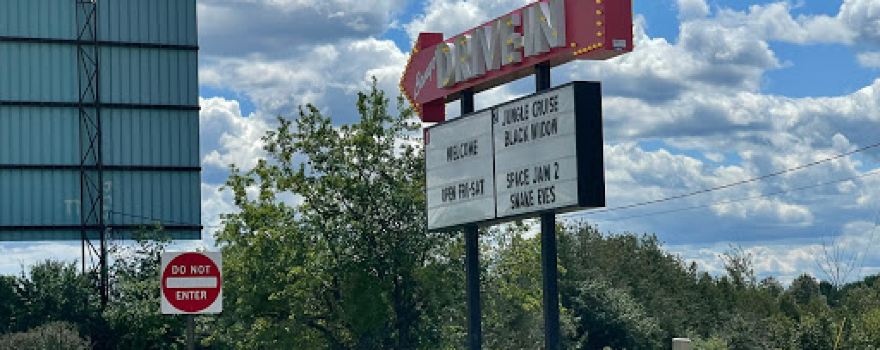 DRIVE IN
WELCOME
OPEN FRI-SAT
JUNGLE CRUISE
BLACK WIDOW
SPACE JAM 2
SNAKE EYES
DO NOT
ENTER